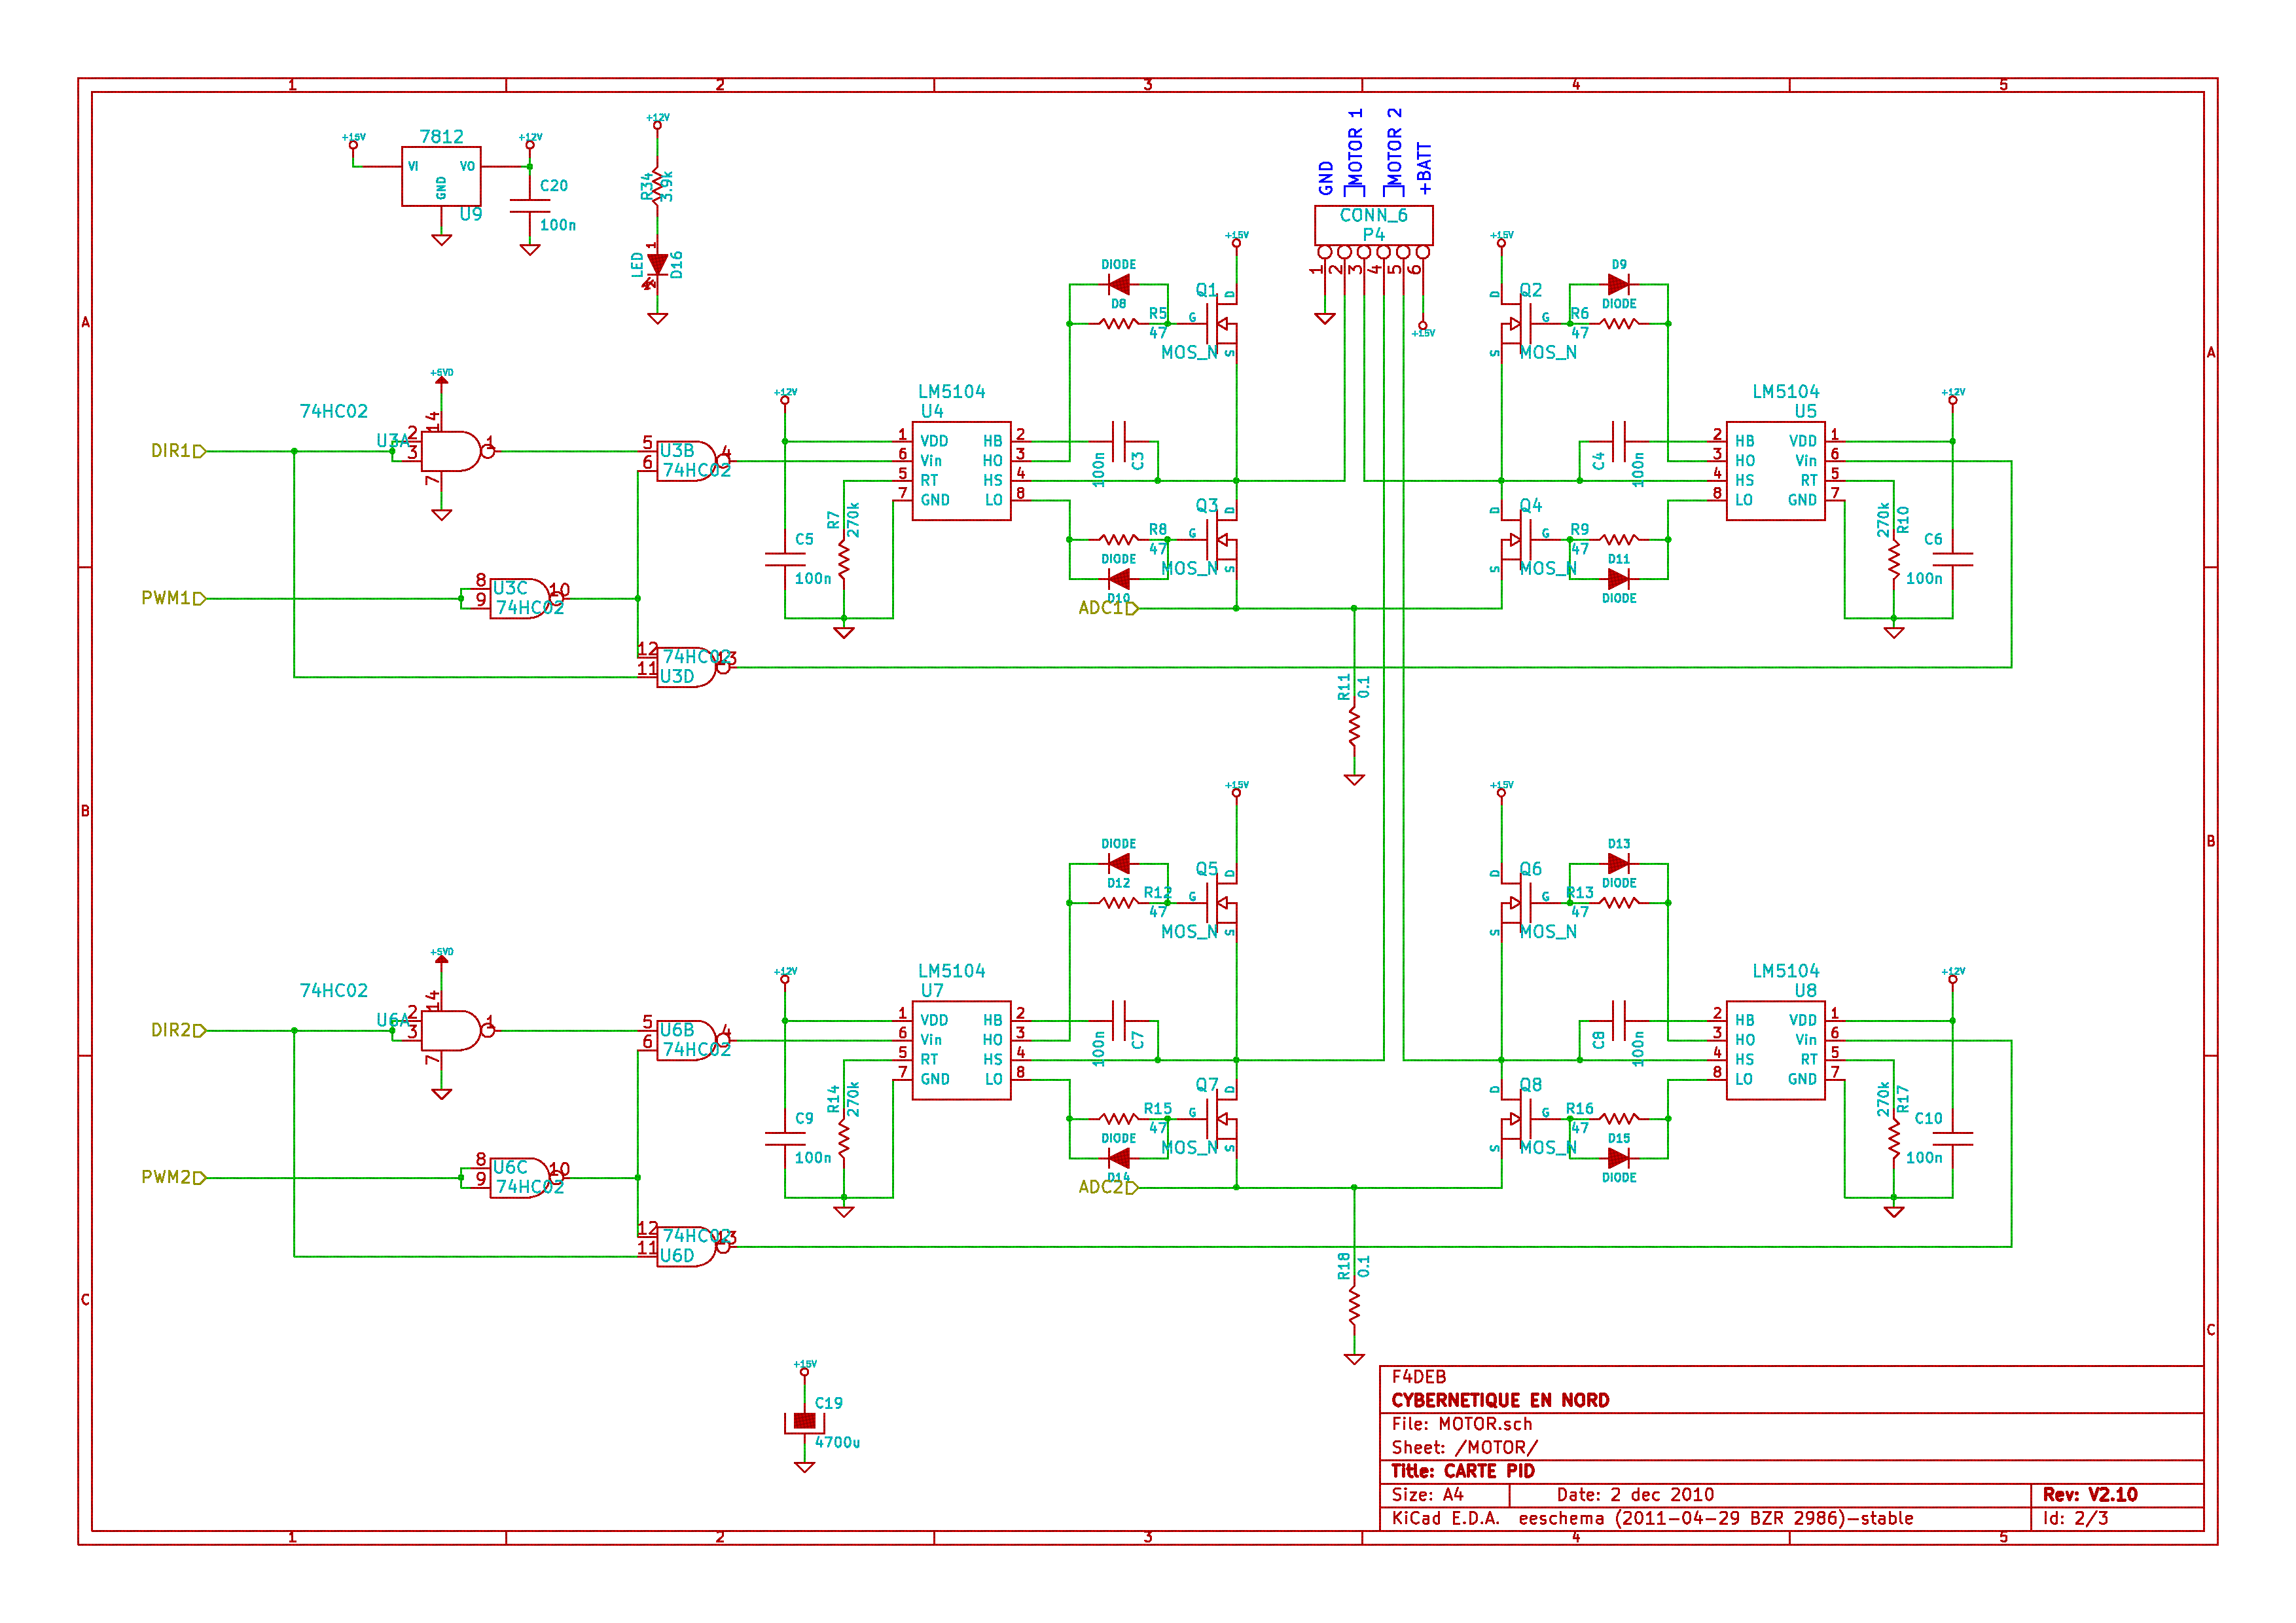 1 2 3 4 5
+15V
7812
+12V
VI VO
GND
U9
C20
100n
+12V
R34
3.9k
1
LED
D16
2
GND
MOTOR 1
MOTOR 2
+BATT
CONN_6
P4
1 2 3 4 5 6
+15V
+15V
+15V
DIODE
D8
R5
47
Q1
D
G
S
MOS_N
D9
DIODE
R6
47
Q2
D
G
S
MOS_N
A
A
+5VD
74HC02
DIR1
U3A
14
2
3
1
7
5
6
U3B
74HC02
4
+12V
LM5104
U4
1 VDD HB 2
6 Vin HO 3
5 RT HS 4
7 GND LO 8
100n
C3
C4
100n
LM5104
U5
2 HB VDD 1
3 HO Vin 6
4 HS RT 5
8 LO GND 7
+12V
R7
270k
C5
100n
Q3
D
G
S
R8
47
MOS_N
DIODE
D10
Q4
D
G
S
R9
47
MOS_N
D11
DIODE
270k
R10
C6
100n
PWM1
8
9
U3C
74HC02
10
ADC1
12
11
74HC02
U3D
13
R11
0.1
B
B
+15V
+15V
DIODE
D12
R12
47
Q5
D
G
S
MOS_N
D13
DIODE
R13
47
Q6
D
G
S
MOS_N
+5VD
74HC02
DIR2
U6A
14
2
3
1
7
5
6
U6B
74HC02
4
+12V
LM5104
U7
1 VDD HB 2
6 Vin HO 3
5 RT HS 4
7 GND LO 8
100n
C7
C8
100n
LM5104
U8
2 HB VDD 1
3 HO Vin 6
4 HS RT 5
8 LO GND 7
+12V
R14
270k
C9
100n
Q7
D
G
S
R15
47
MOS_N
DIODE
D14
Q8
D
G
S
R16
47
MOS_N
D15
DIODE
270k
R17
C10
100n
PWM2
8
9
U6C
74HC02
10
ADC2
12
11
74HC02
U6D
13
R18
0.1
C
C
+15V
C19
4700u
F4DEB
CYBERNETIQUE EN NORD
File: MOTOR.sch
Sheet: /MOTOR/
Title: CARTE PID
Size: A4 Date: 2 dec 2010 Rev: V2.10
KiCad E.D.A. eeschema (2011-04-29 BZR 2986)-stable Id: 2/3
1 2 3 4 5